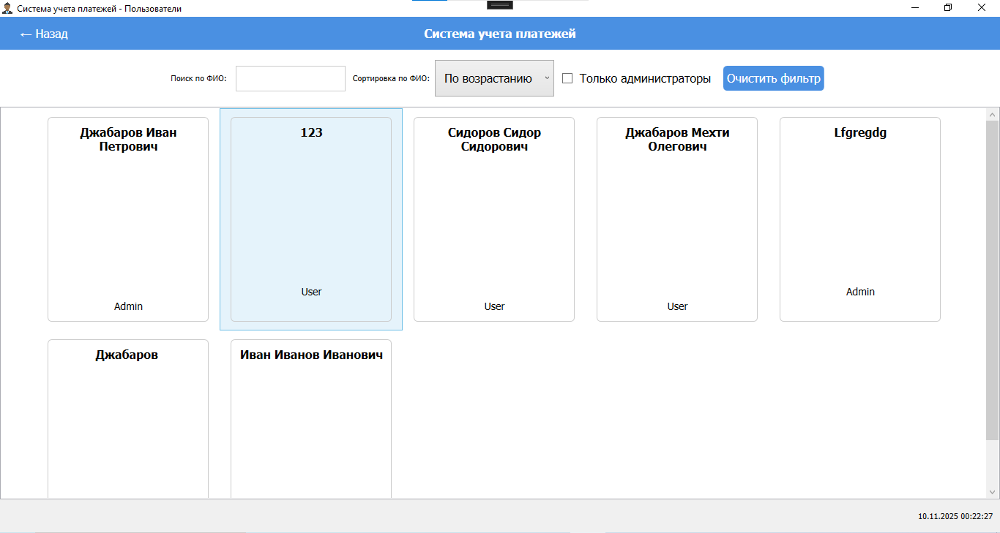 Система учета платежей - Пользователи
← Назад
Система учета платежей
Поиск по ФИО:
Сортировка по ФИО:
По возрастанию
Только администраторы
Очистить фильтр
Джабаров Иван
Петрович
Admin
123
User
Сидоров Сидор
Сидорович
User
Джабаров Мехти
Олегович
User
Lfgregdg
Admin
Джабаров
Иван Иванов Иванович
10.11.2025 00:22:27